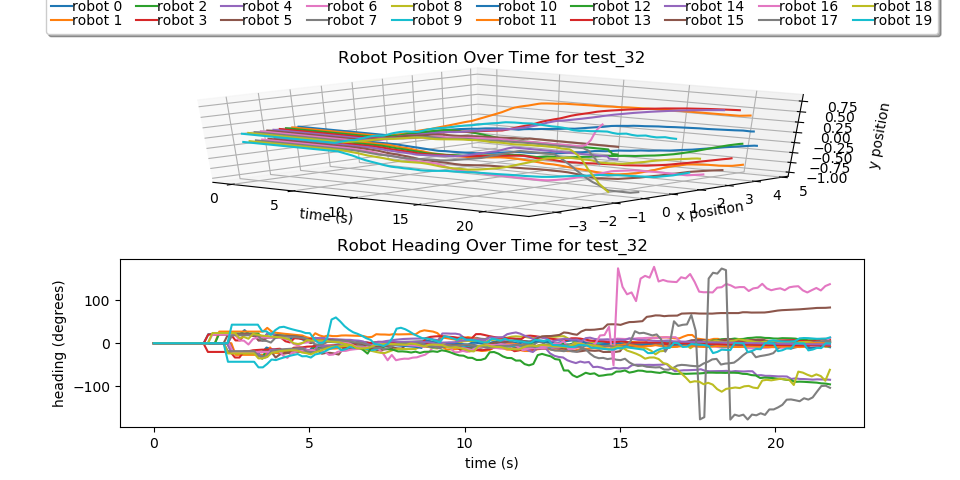 robot 0 robot 2 robot 4 robot 6 robot 8 robot 10 robot 12 robot 14 robot 16 robot 18
robot 1 robot 3 robot 5 robot 7 robot 9 robot 11 robot 13 robot 15 robot 17 robot 19
Robot Position Over Time for test_32
0.75
0.50
0.25
0.00
−0.25
−0.50
−0.75
−1.00
y position
0 5 10 15 20
time (s)
−3 −2 −1 0 1 2 3 4 5
x position
Robot Heading Over Time for test_32
100
0
−100
heading (degrees)
0 5 10 15 20
time (s)